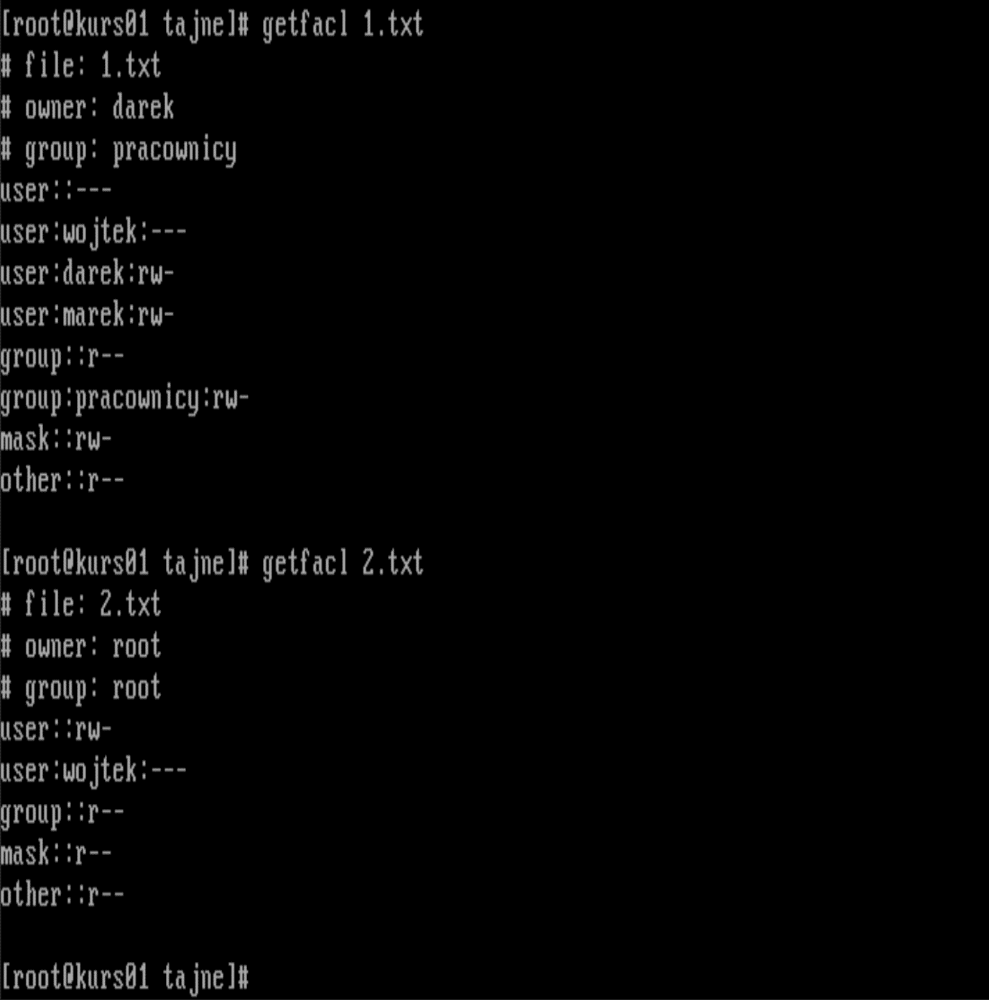 [root@kurs01 tajne]# getfacl 1.txt
# file: 1.txt
# owner: darek
# group: pracownicy
user::---
user:wojtek:---
user:darek:rw-
user:marek:rw-
group::r--
group:pracownicy:rw-
mask::rw-
other::r--
[root@kurs01 tajne]# getfacl 2.txt
# file: 2.txt
# owner: root
# group: root
user::rw-
user:wojtek:---
group::r--
mask::r--
other::r--
[root@kurs01 tajne]#